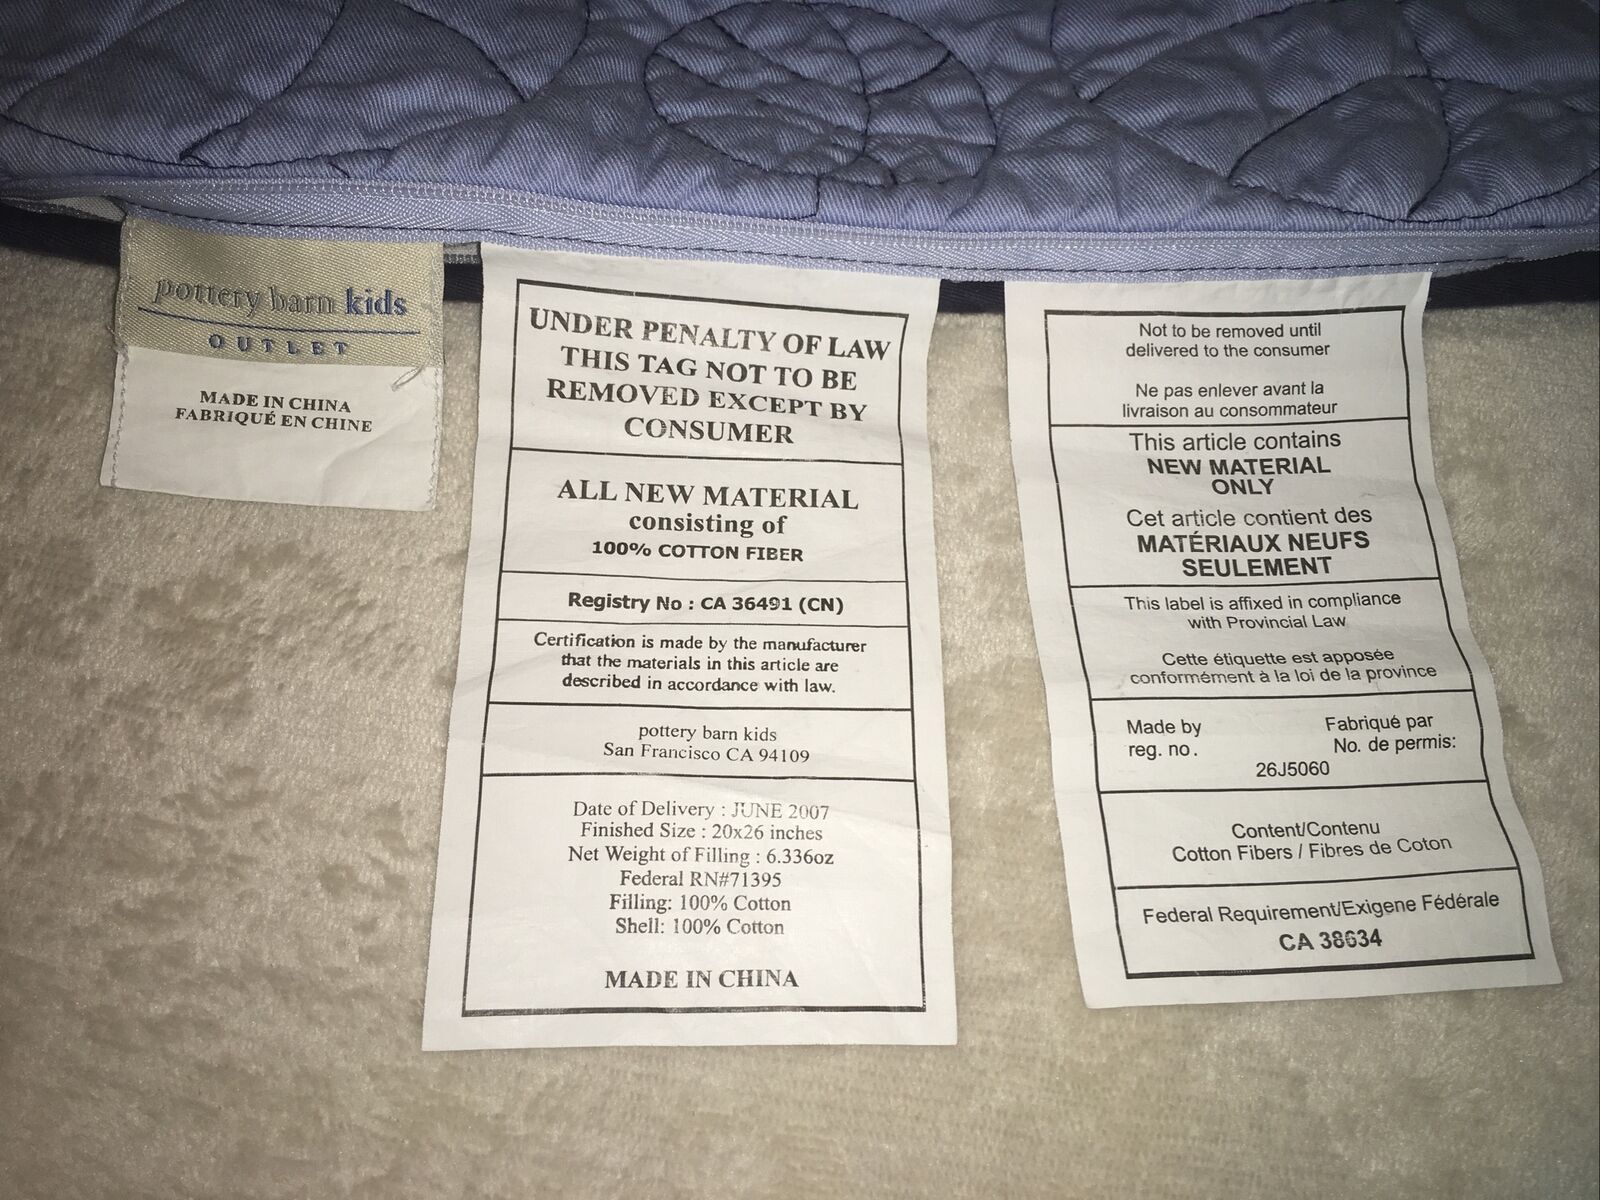 pottery barn kids
OUTLET
MADE IN CHINA
FABRIQUÉ EN CHINE
UNDER PENALTY OF LAW
THIS TAG NOT TO BE
REMOVED EXCEPT BY
CONSUMER
ALL NEW MATERIAL
consisting of
100% COTTON FIBER
Registry No : CA 36491 (CN)
Certification is made by the manufacturer
that the materials in this article are
described in accordance with law.
pottery barn kids
San Francisco CA 94109
Date of Delivery : JUNE 2007
Finished Size : 20x26 inches
Net Weight of Filling : 6.336oz
Federal RN#71395
Filling: 100% Cotton
Shell: 100% Cotton
MADE IN CHINA
Not to be removed until
delivered to the consumer
Ne pas enlever avant la
livraison au consommateur
This article contains
NEW MATERIAL
ONLY
Cet article contient des
MATÉRIAUX NEUFS
SEULEMENT
This label is affixed in compliance
with Provincial Law
Cette étiquette est apposée
conformément à la loi de la province
Made by Fabriqué par
reg. no. No. de permis:
26J5060
Content/Contenu
Cotton Fibers / Fibres de Coton
Federal Requirement/Exigene Fédérale
CA 38634